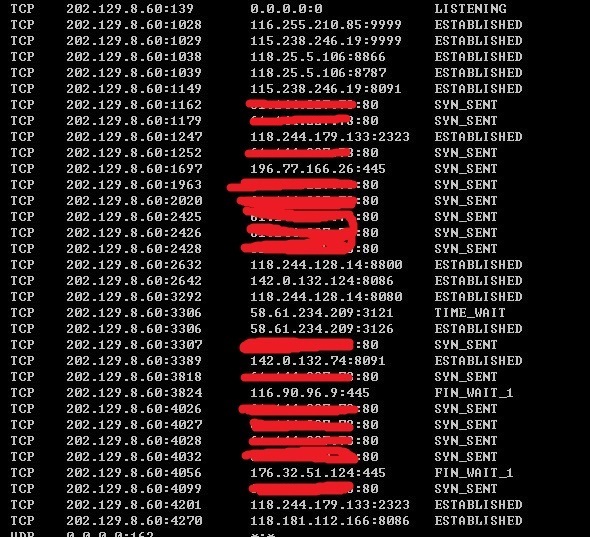 TCP 202.129.8.60:139 0.0.0.0:0 LISTENING
TCP 202.129.8.60:1028 116.255.210.85:9999 ESTABLISHED
TCP 202.129.8.60:1029 115.238.246.19:9999 ESTABLISHED
TCP 202.129.8.60:1038 118.25.5.106:8866 ESTABLISHED
TCP 202.129.8.60:1039 118.25.5.106:8787 ESTABLISHED
TCP 202.129.8.60:1149 115.238.246.19:8091 ESTABLISHED
TCP 202.129.8.60:1162 :80 SYN_SENT
TCP 202.129.8.60:1179 :80 SYN_SENT
TCP 202.129.8.60:1247 118.244.179.133:2323 ESTABLISHED
TCP 202.129.8.60:1252 :80 SYN_SENT
TCP 202.129.8.60:1697 196.77.166.26:445 SYN_SENT
TCP 202.129.8.60:1963 :80 SYN_SENT
TCP 202.129.8.60:2020 :80 SYN_SENT
TCP 202.129.8.60:2425 :80 SYN_SENT
TCP 202.129.8.60:2426 :80 SYN_SENT
TCP 202.129.8.60:2428 :80 SYN_SENT
TCP 202.129.8.60:2632 118.244.128.14:8800 ESTABLISHED
TCP 202.129.8.60:2642 142.0.132.124:8086 ESTABLISHED
TCP 202.129.8.60:3292 118.244.128.14:8080 ESTABLISHED
TCP 202.129.8.60:3306 58.61.234.209:3121 TIME_WAIT
TCP 202.129.8.60:3306 58.61.234.209:3126 ESTABLISHED
TCP 202.129.8.60:3307 :80 SYN_SENT
TCP 202.129.8.60:3389 142.0.132.74:8091 ESTABLISHED
TCP 202.129.8.60:3818 :80 SYN_SENT
TCP 202.129.8.60:3824 116.90.96.9:445 FIN_WAIT_1
TCP 202.129.8.60:4026 :80 SYN_SENT
TCP 202.129.8.60:4027 :80 SYN_SENT
TCP 202.129.8.60:4028 :80 SYN_SENT
TCP 202.129.8.60:4032 :80 SYN_SENT
TCP 202.129.8.60:4056 176.32.51.124:445 FIN_WAIT_1
TCP 202.129.8.60:4099 :80 SYN_SENT
TCP 202.129.8.60:4201 118.244.179.133:2323 ESTABLISHED
TCP 202.129.8.60:4270 118.181.112.166:8086 ESTABLISHED
UDP 0.0.0.0:162 *:*